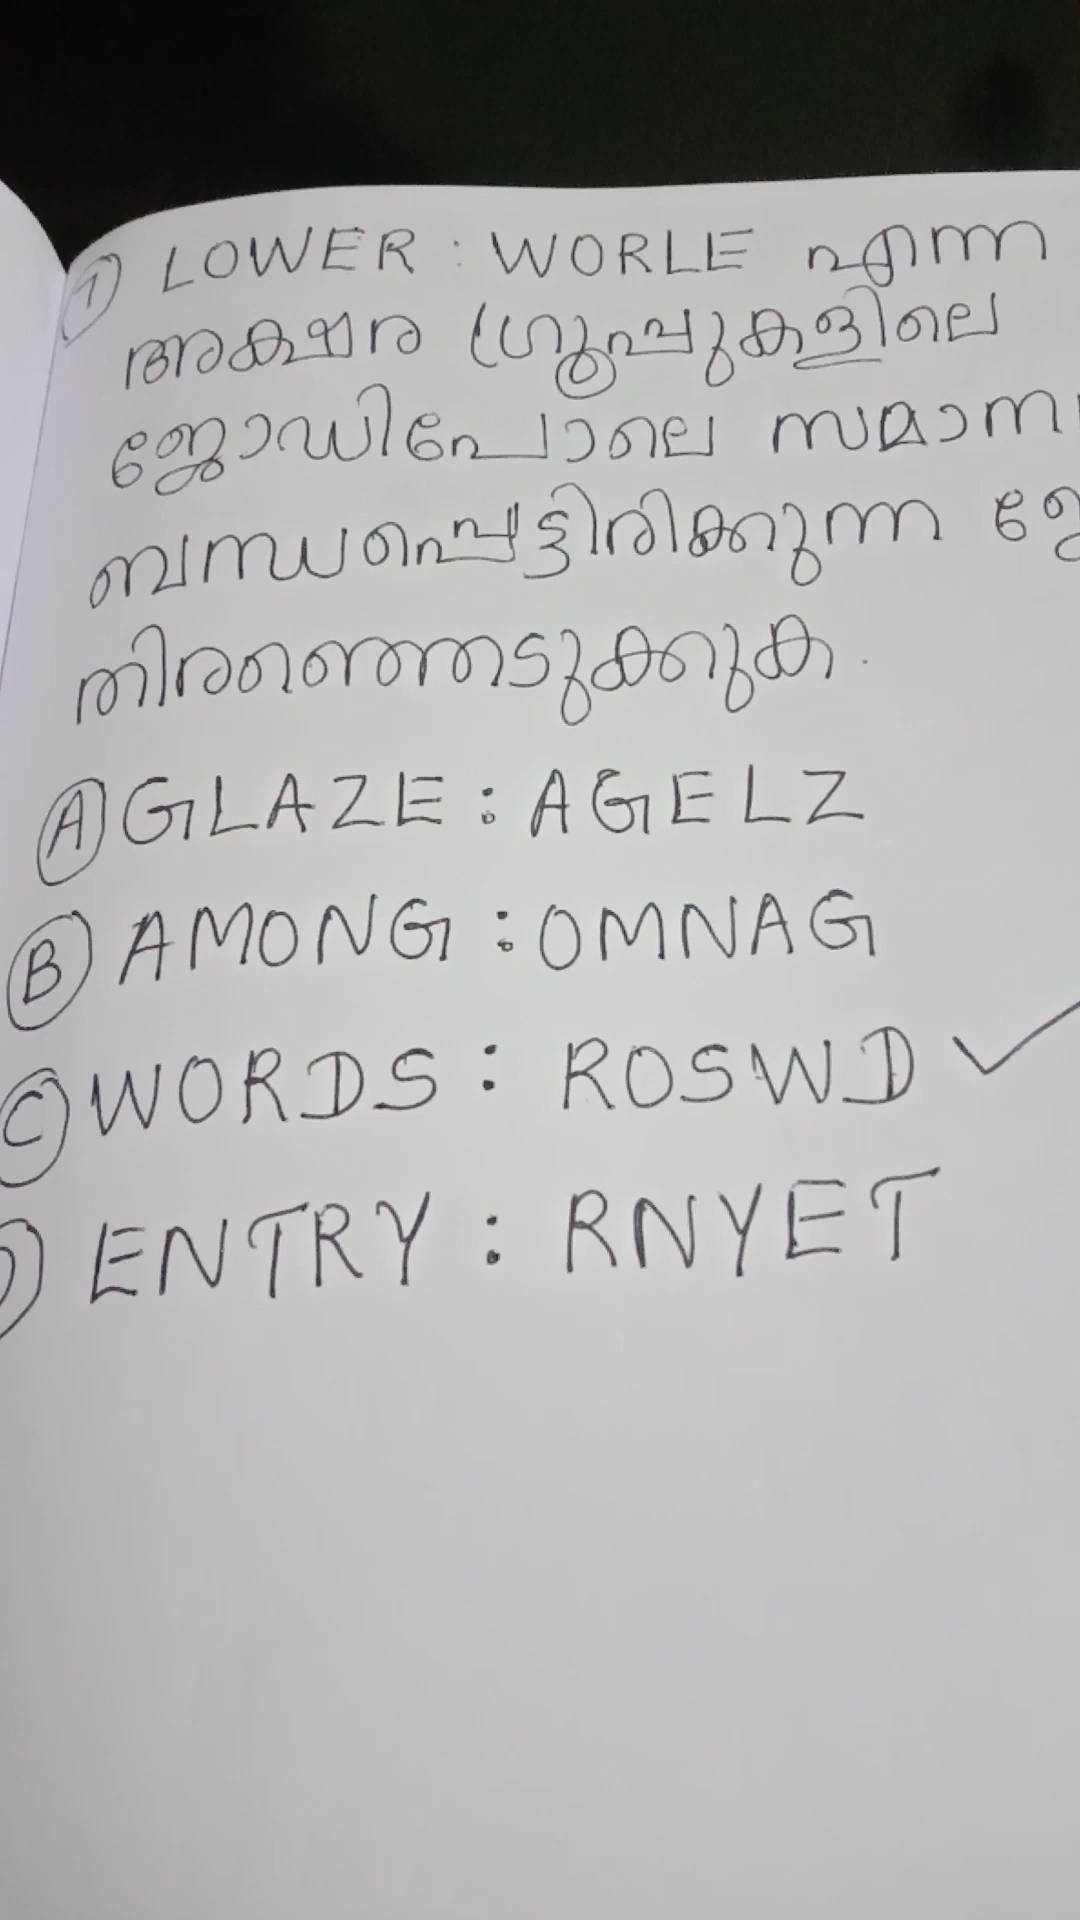 1) LOWER : WORLE എന്ന
അക്ഷര ഗ്രൂപ്പുകളിലെ
ജോഡിപോലെ സമാന
ബന്ധപ്പെട്ടിരിക്കുന്ന
തിരഞ്ഞെടുക്കുക.
A) GLAZE : AGELZ
B) AMONG : OMNAG
C) WORDS : ROSWD ✓
D) ENTRY : RNYET